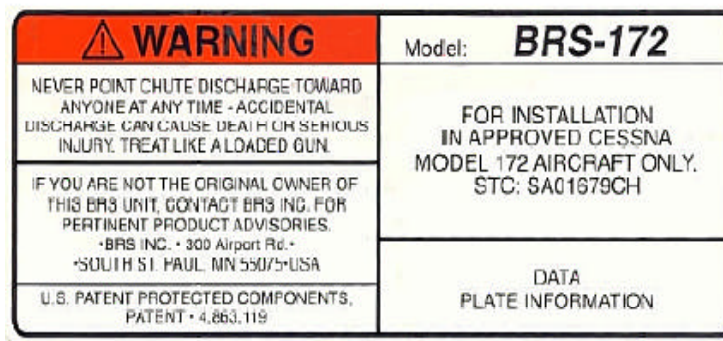 ⚠ WARNING
NEVER POINT CHUTE DISCHARGE TOWARD
ANYONE AT ANY TIME - ACCIDENTAL
DISCHARGE CAN CAUSE DEATH OR SERIOUS
INJURY. TREAT LIKE A LOADED GUN.
IF YOU ARE NOT THE ORIGINAL OWNER OF
THIS BRS UNIT, CONTACT BRS INC. FOR
PERTINENT PRODUCT ADVISORIES.
•BRS INC. • 300 Airport Rd.•
•SOUTH ST. PAUL, MN 55075•USA
U.S. PATENT PROTECTED COMPONENTS,
PATENT • 4,863,119
Model: BRS-172
FOR INSTALLATION
IN APPROVED CESSNA
MODEL 172 AIRCRAFT ONLY.
STC: SA01679CH
DATA
PLATE INFORMATION